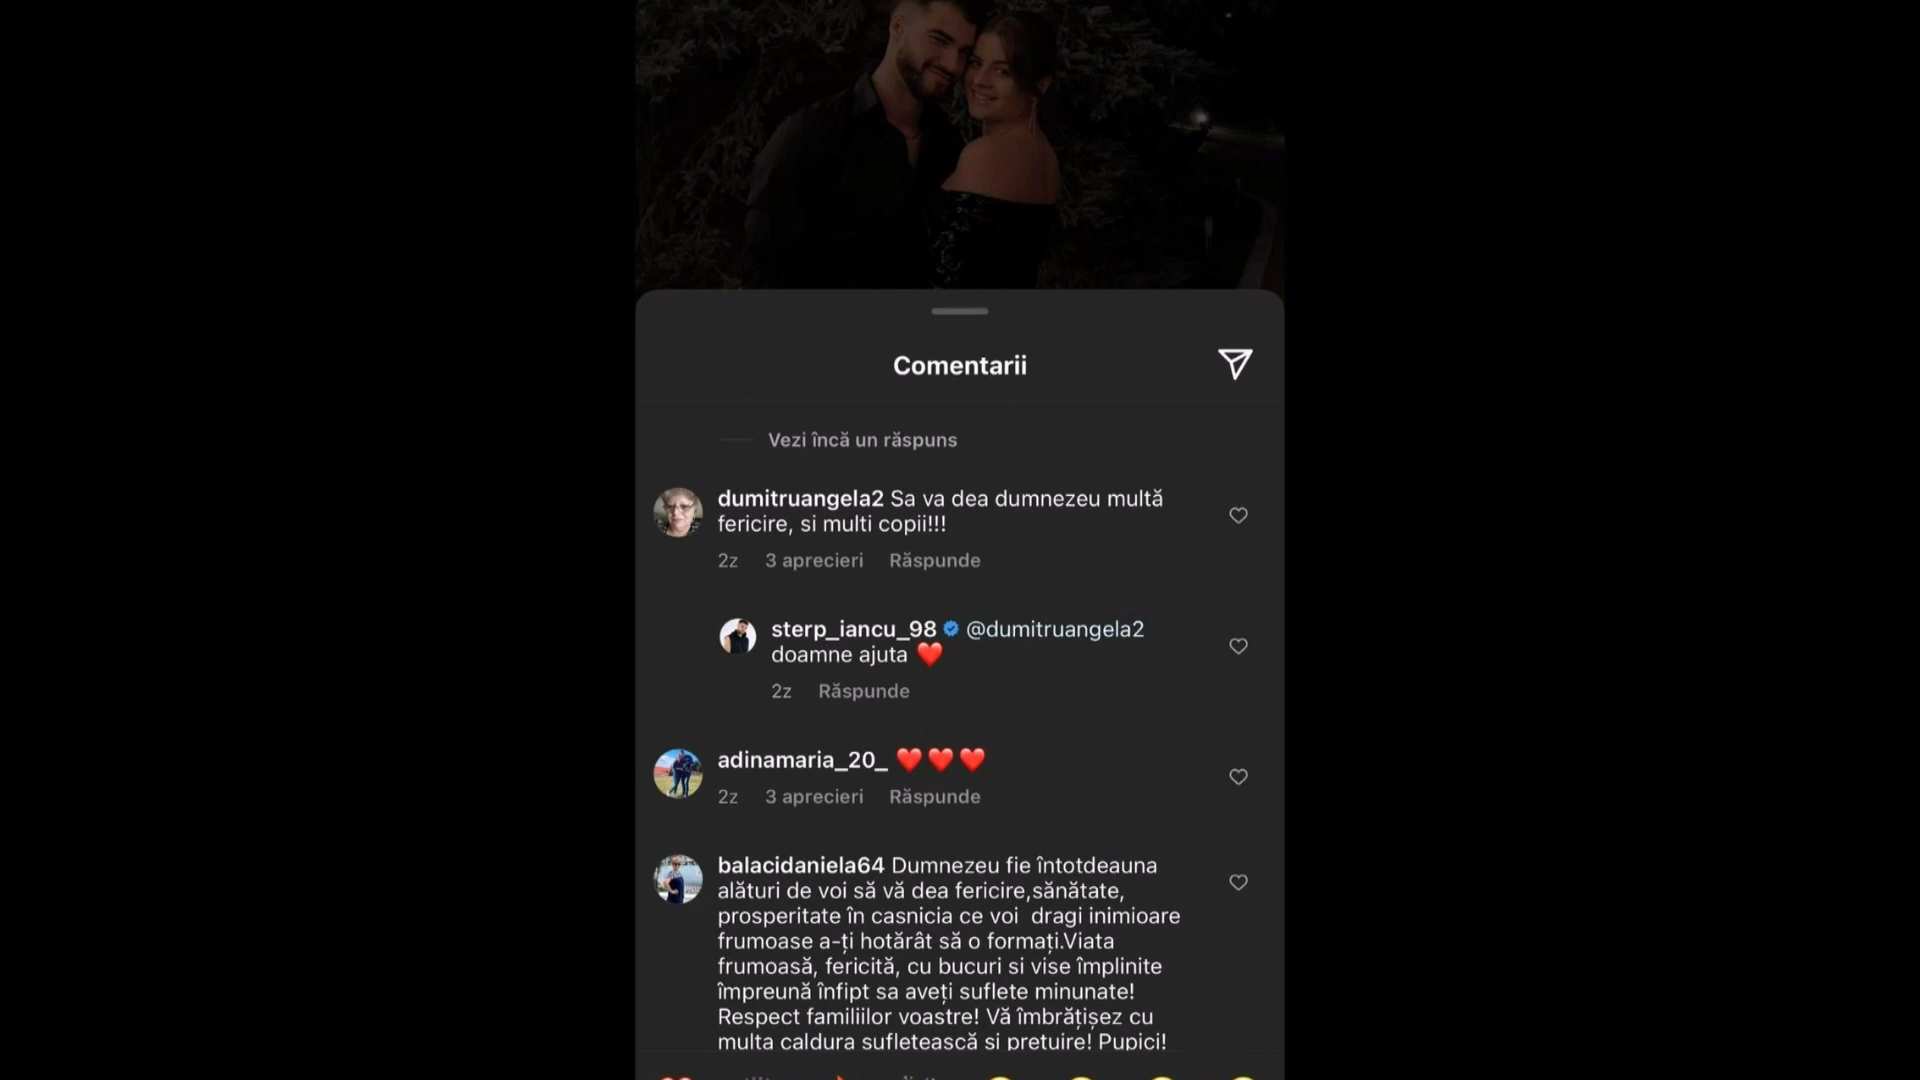 Comentarii
Vezi încă un răspuns
dumitruangela2 Sa va dea dumnezeu multă
fericire, si multi copii!!!
2z 3 aprecieri Răspunde
sterp_iancu_98 @dumitruangela2
doamne ajuta ❤️
2z Răspunde
adinamaria_20_ ❤️❤️❤️
2z 3 aprecieri Răspunde
balacidaniela64 Dumnezeu fie întotdeauna
alături de voi să vă dea fericire,sănătate,
prosperitate în casnicia ce voi dragi inimioare
frumoase a-ți hotărât să o formați.Viata
frumoasă, fericită, cu bucuri si vise împlinite
împreună înfipt sa aveți suflete minunate!
Respect familiilor voastre! Vă îmbrățișez cu
multa caldura sufletească si pretuire! Pupici!